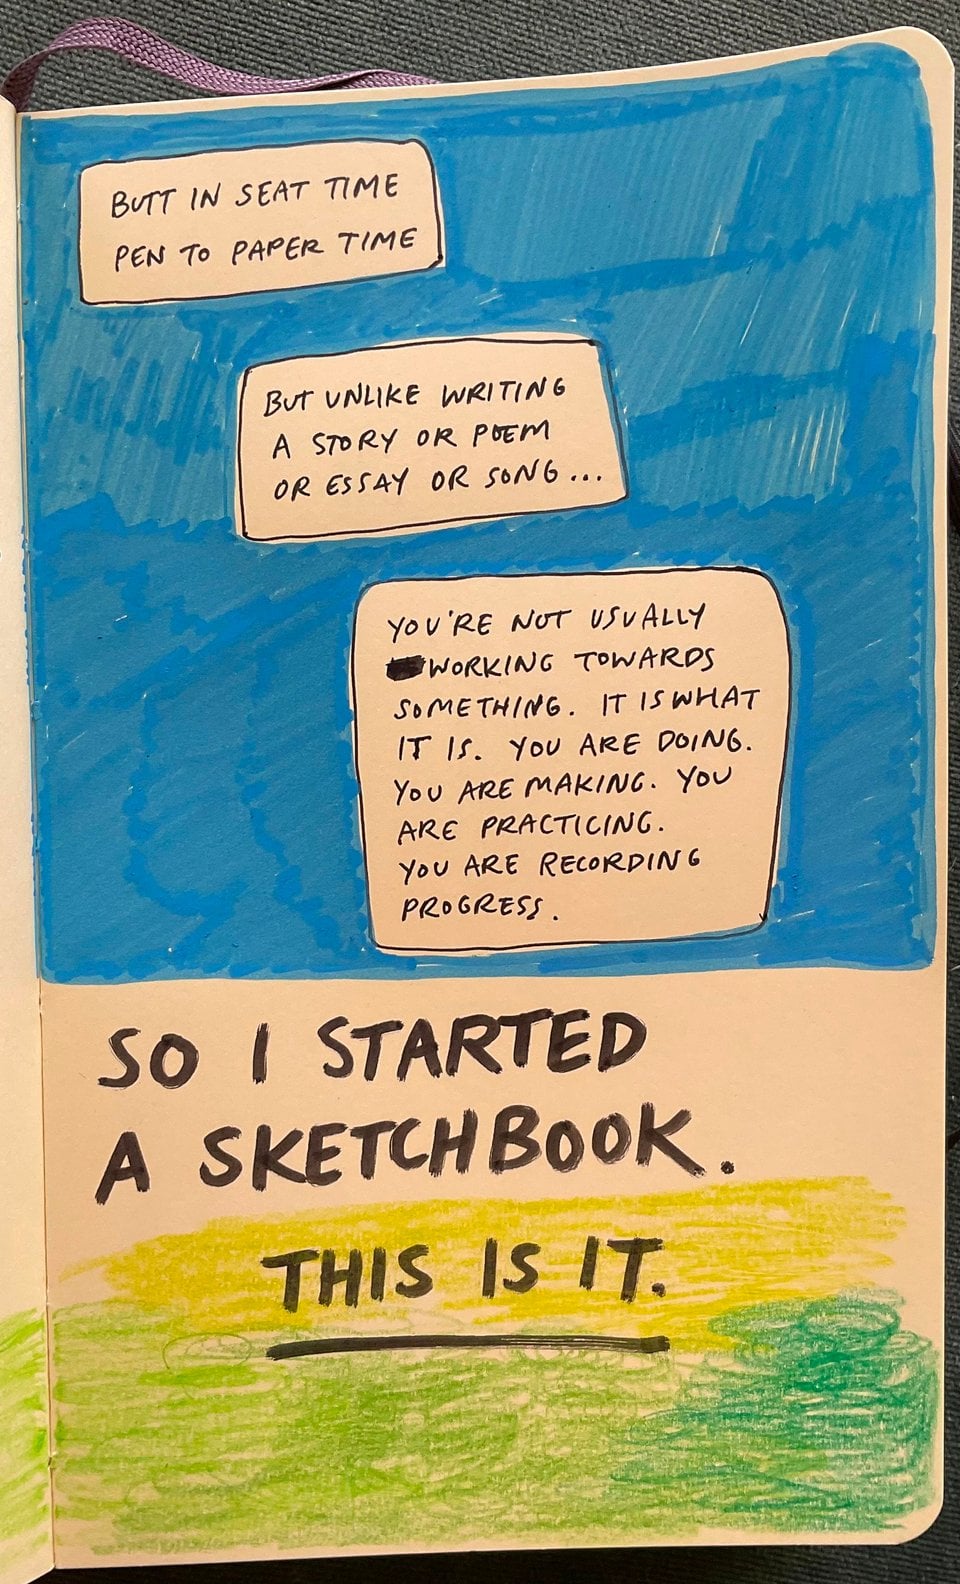 BUTT IN SEAT TIME
PEN TO PAPER TIME
BUT UNLIKE WRITING
A STORY OR POEM
OR ESSAY OR SONG...
YOU'RE NOT USUALLY
WORKING TOWARDS
SOMETHING. IT IS WHAT
IT IS. YOU ARE DOING.
YOU ARE MAKING. YOU
ARE PRACTICING.
YOU ARE RECORDING
PROGRESS.
SO I STARTED
A SKETCHBOOK.
THIS IS IT.